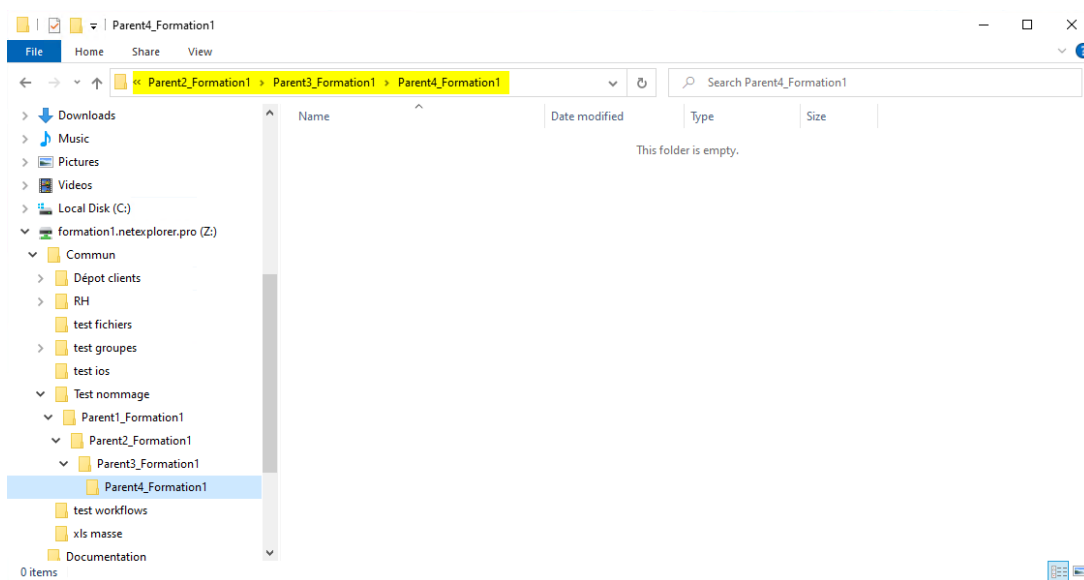 Parent4_Formation1
File Home Share View
« Parent2_Formation1 > Parent3_Formation1 > Parent4_Formation1
Search Parent4_Formation1
Name Date modified Type Size
This folder is empty.
Downloads
Music
Pictures
Videos
Local Disk (C:)
formation1.netexplorer.pro (Z:)
Commun
Dépot clients
RH
test fichiers
test groupes
test ios
Test nommage
Parent1_Formation1
Parent2_Formation1
Parent3_Formation1
Parent4_Formation1
test workflows
xls masse
Documentation
0 items